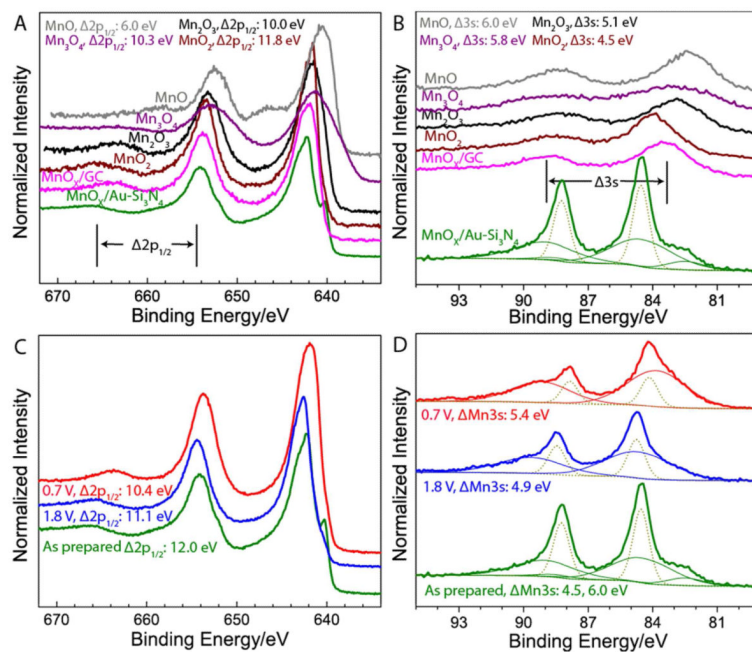 A
MnO, Δ2p₁/₂: 6.0 eV Mn₂O₃, Δ2p₁/₂: 10.0 eV
Mn₃O₄, Δ2p₁/₂: 10.3 eV MnO₂, Δ2p₁/₂: 11.8 eV
MnO
Mn₃O₄
Mn₂O₃
MnO₂
MnOₓ/GC
MnOₓ/Au-Si₃N₄
Δ2p₁/₂
670 660 650 640
Binding Energy/eV
Normalized Intensity
B
MnO, Δ3s: 6.0 eV Mn₂O₃, Δ3s: 5.1 eV
Mn₃O₄, Δ3s: 5.8 eV MnO₂, Δ3s: 4.5 eV
MnO
Mn₃O₄
Mn₂O₃
MnO₂
MnOₓ/GC
Δ3s
MnOₓ/Au-Si₃N₄
93 90 87 84 81
Binding Energy/eV
Normalized Intensity
C
0.7 V, Δ2p₁/₂: 10.4 eV
1.8 V, Δ2p₁/₂: 11.1 eV
As prepared Δ2p₁/₂: 12.0 eV
670 660 650 640
Binding Energy/eV
Normalized Intensity
D
0.7 V, ΔMn3s: 5.4 eV
1.8 V, ΔMn3s: 4.9 eV
As prepared, ΔMn3s: 4.5, 6.0 eV
93 90 87 84 81
Binding Energy/eV
Normalized Intensity